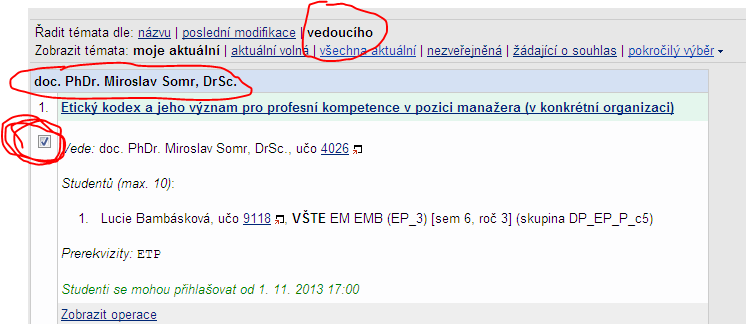 Řadit témata dle: názvu | poslední modifikace | vedoucího
Zobrazit témata: moje aktuální | aktuální volná | všechna aktuální | nezveřejněná | žádající o souhlas | pokročilý výběr
doc. PhDr. Miroslav Somr, DrSc.
1. Etický kodex a jeho význam pro profesní kompetence v pozici manažera (v konkrétní organizaci)
Vede: doc. PhDr. Miroslav Somr, DrSc., učo 4026
Studentů (max. 10):
1. Lucie Bambásková, učo 9118, VŠTE EM EMB (EP_3) [sem 6, roč 3] (skupina DP_EP_P_c5)
Prerekvizity: ETP
Studenti se mohou přihlašovat od 1. 11. 2013 17:00
Zobrazit operace